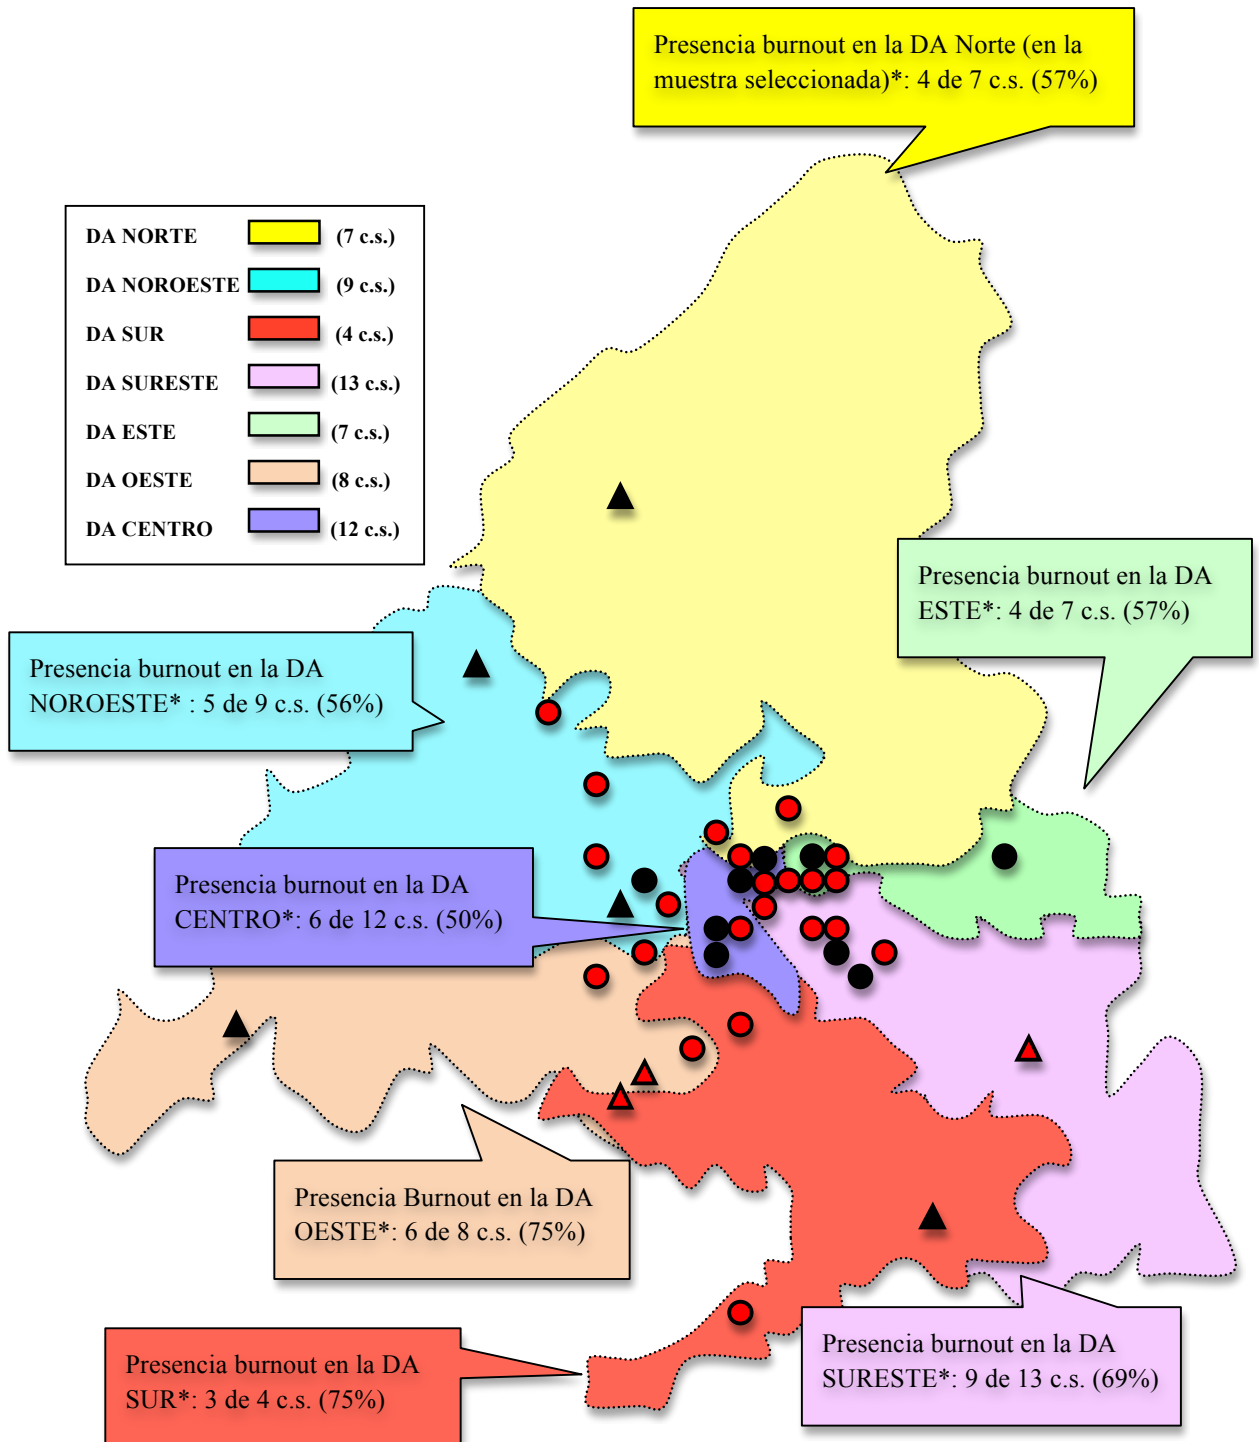 Presencia burnout en la DA Norte (en la
muestra seleccionada)*: 4 de 7 c.s. (57%)
DA NORTE (7 c.s.)
DA NOROESTE (9 c.s.)
DA SUR (4 c.s.)
DA SURESTE (13 c.s.)
DA ESTE (7 c.s.)
DA OESTE (8 c.s.)
DA CENTRO (12 c.s.)
Presencia burnout en la DA
ESTE*: 4 de 7 c.s. (57%)
Presencia burnout en la DA
NOROESTE* : 5 de 9 c.s. (56%)
Presencia burnout en la DA
CENTRO*: 6 de 12 c.s. (50%)
Presencia Burnout en la DA
OESTE*: 6 de 8 c.s. (75%)
Presencia burnout en la DA
SURESTE*: 9 de 13 c.s. (69%)
Presencia burnout en la DA
SUR*: 3 de 4 c.s. (75%)